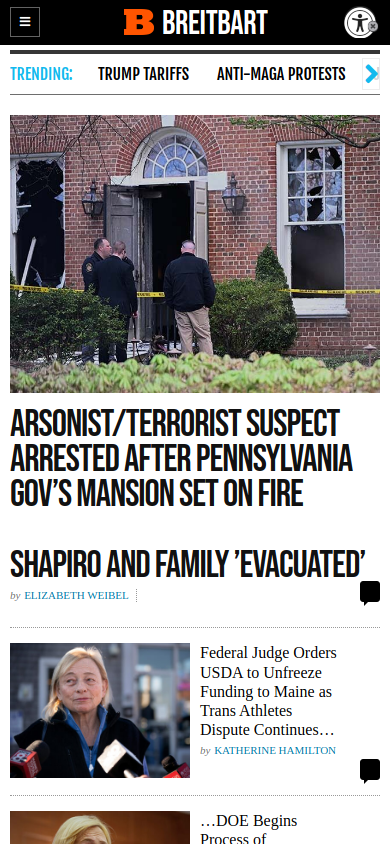 BREITBART
TRENDING: TRUMP TARIFFS ANTI-MAGA PROTESTS
ARSONIST/TERRORIST SUSPECT
ARRESTED AFTER PENNSYLVANIA
GOV’S MANSION SET ON FIRE
SHAPIRO AND FAMILY ’EVACUATED’
by ELIZABETH WEIBEL
Federal Judge Orders
USDA to Unfreeze
Funding to Maine as
Trans Athletes
Dispute Continues…
by KATHERINE HAMILTON
…DOE Begins
Process of